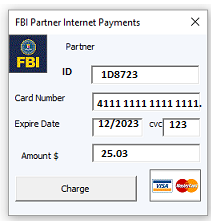 FBI Partner Internet Payments
FBI
Partner
ID 1D8723
Card Number 4111 1111 1111 1111.
Expire Date 12/2023 cvc 123
Amount $ 25.03
Charge VISA MasterCard